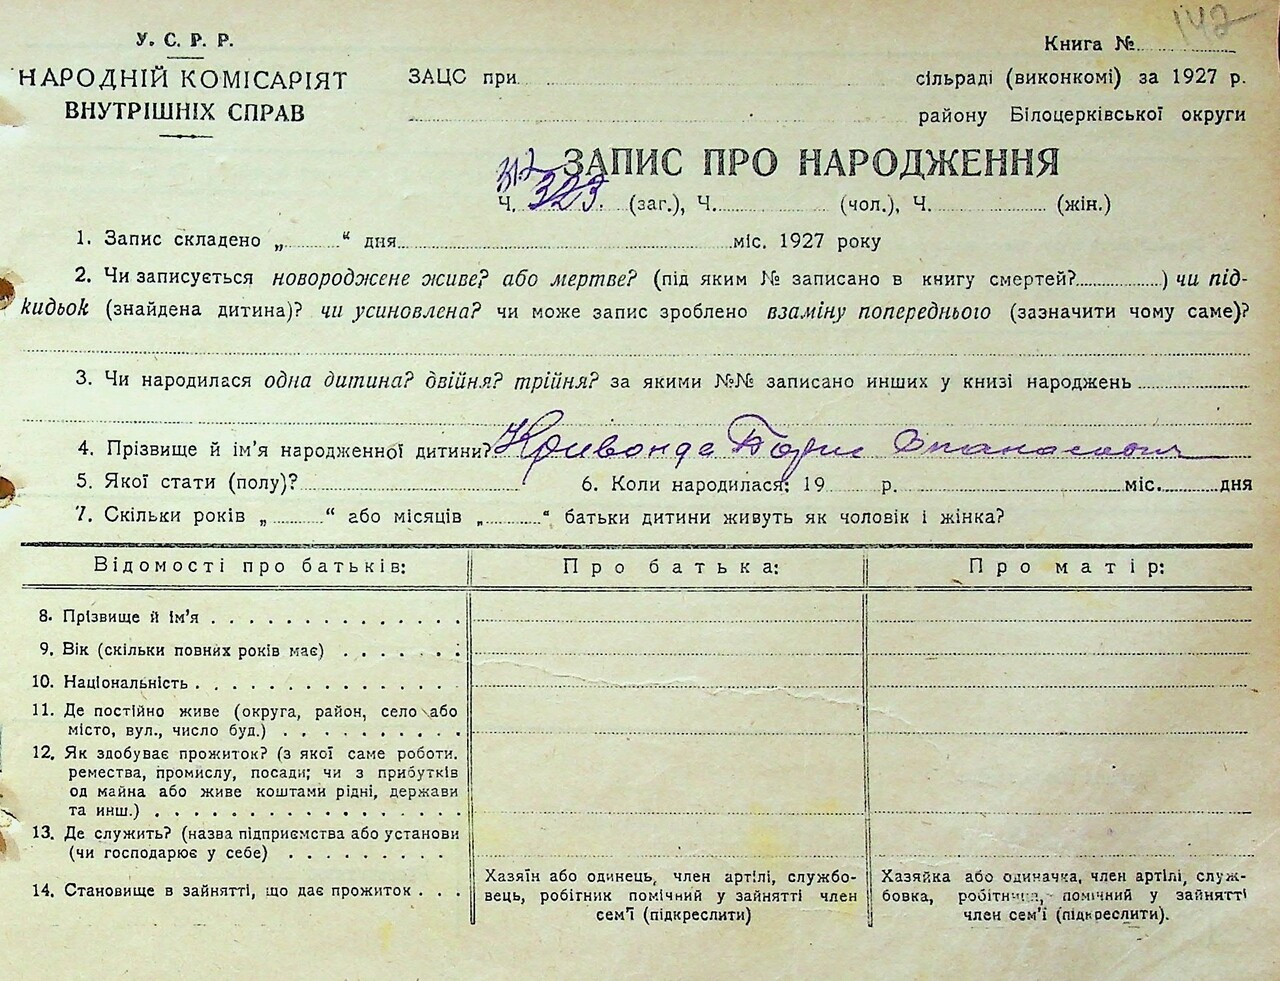 142
У. С. Р. Р.
НАРОДНІЙ КОМІСАРІЯТ
ВНУТРІШНІХ СПРАВ
Книга №
ЗАЦС при сільраді (виконкомі) за 1927 р.
району Білоцерківської округи
ЗАПИС ПРО НАРОДЖЕННЯ
312
Ч. 323. (заг.), Ч. (чол.), Ч. (жін.)
1. Запис складено „ “ дня міс. 1927 року
2. Чи записується новороджене живе? або мертве? (під яким № записано в книгу смертей? ) чи під-
кидьок (знайдена дитина)? чи усиновлена? чи може запис зроблено взаміну попереднього (зазначити чому саме)?
3. Чи народилася одна дитина? двійня? трійня? за якими №№ записано инших у книзі народжень
4. Прізвище й ім'я народженної дитини? Кривонда Борис Опанасович
5. Якої стати (полу)? 6. Коли народилася: 19 р. міс. дня
7. Скільки років „ “ або місяців „ “ батьки дитини живуть як чоловік і жінка?
Відомості про батьків: Про батька: Про матір:
8. Прізвище й ім'я
9. Вік (скільки повних років має)
10. Національність
11. Де постійно живе (округа, район, село або
місто, вул., число буд.)
12. Як здобуває прожиток? (з якої саме роботи.
ремества, промислу, посади; чи з прибутків
од майна або живе коштами рідні, держави
та инш.)
13. Де служить? (назва підприємства або установи
(чи господарює у себе)
14. Становище в зайнятті, що дає прожиток
Хазяїн або одинець, член артілі, службо-
вець, робітник помічний у зайнятті член
сем'ї (підкреслити)
Хазяйка або одиначка, член артілі, служ-
бовка, робітниця, помічний у зайнятті
член сем'ї (підкреслити).